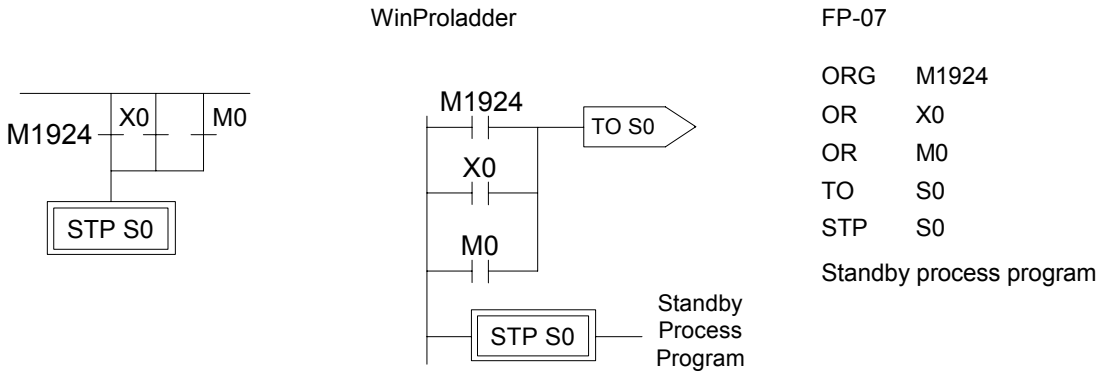 WinProladder
FP-07
M1924
X0
M0
STP S0
M1924
TO S0
X0
M0
STP S0
Standby
Process
Program
ORG M1924
OR X0
OR M0
TO S0
STP S0
Standby process program